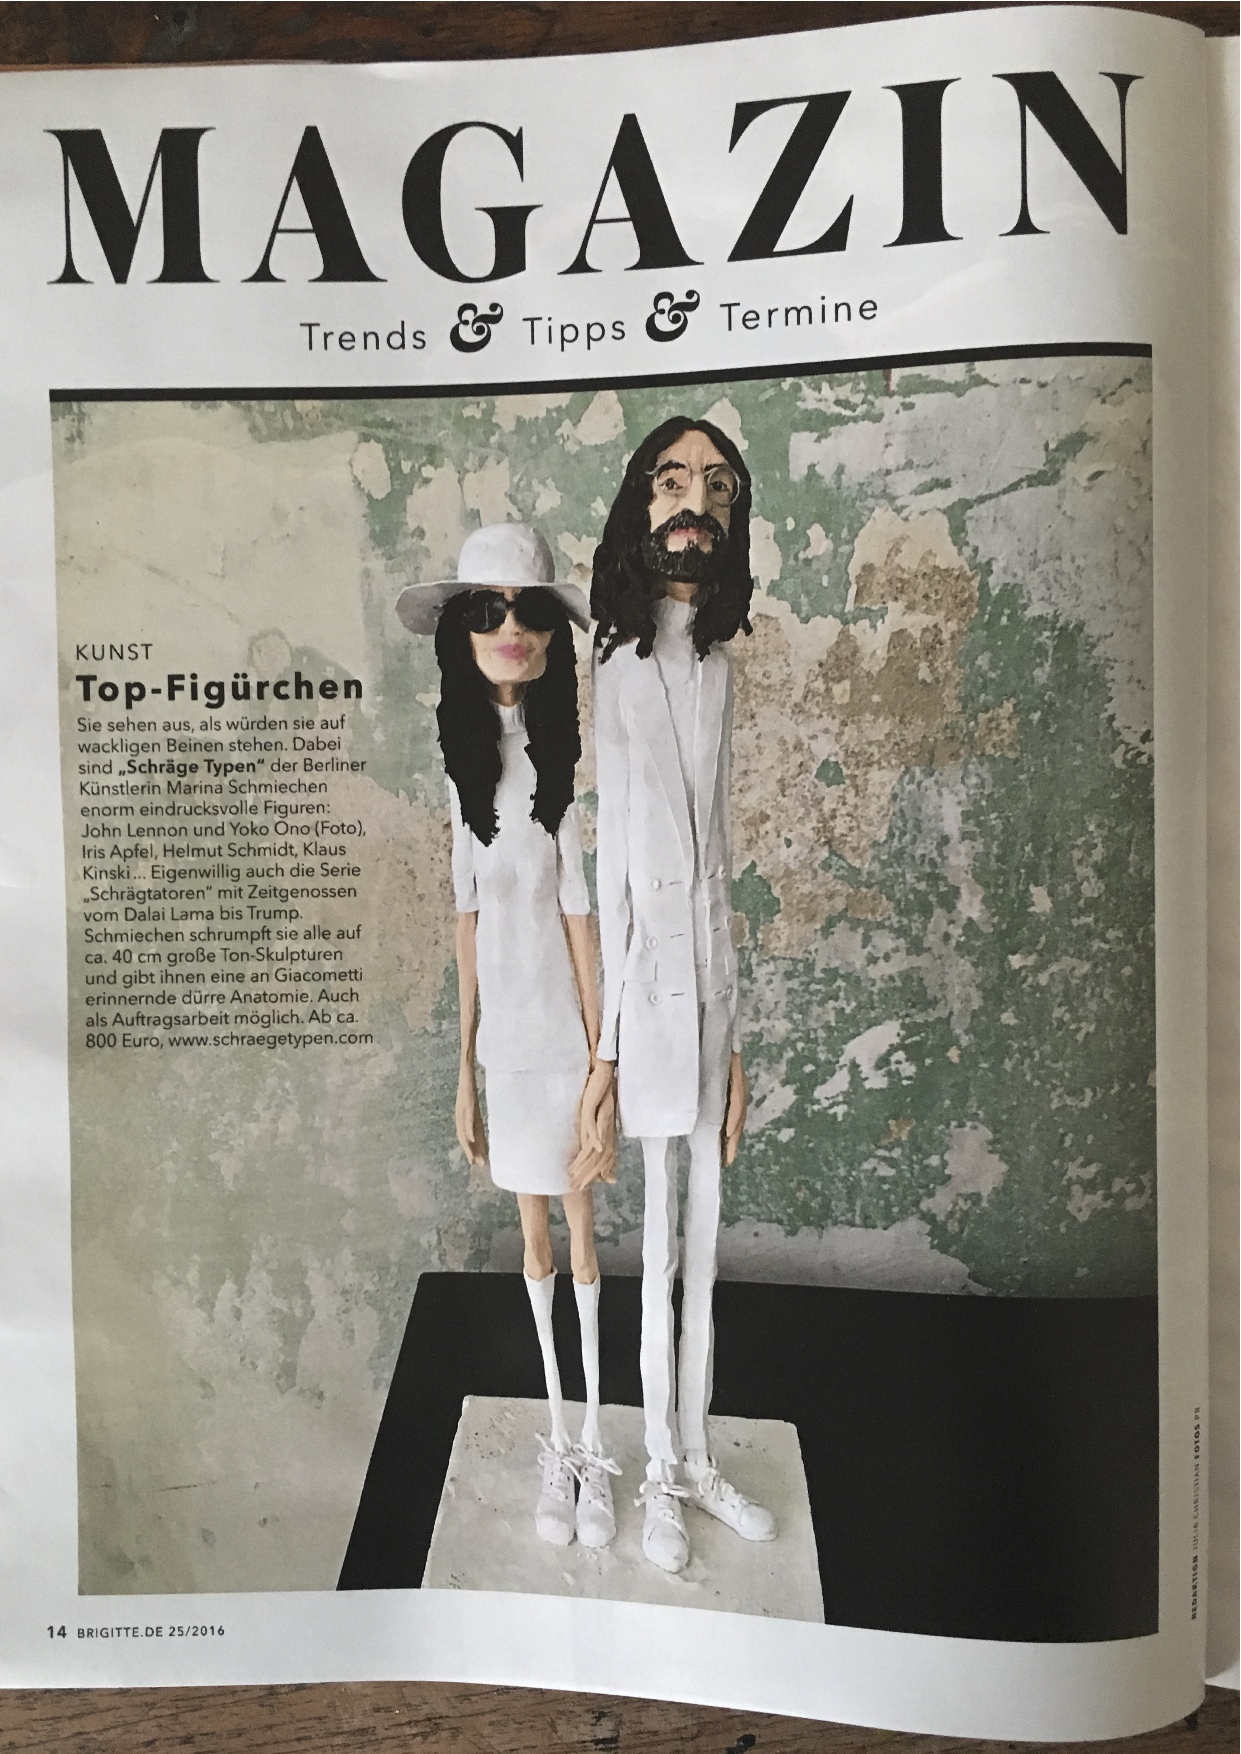 MAGAZIN
Trends & Tipps & Termine
KUNST
Top-Figürchen
Sie sehen aus, als würden sie auf
wackligen Beinen stehen. Dabei
sind „Schräge Typen“ der Berliner
Künstlerin Marina Schmiechen
enorm eindrucksvolle Figuren:
John Lennon und Yoko Ono (Foto),
Iris Apfel, Helmut Schmidt, Klaus
Kinski... Eigenwillig auch die Serie
„Schrägtatoren“ mit Zeitgenossen
vom Dalai Lama bis Trump.
Schmiechen schrumpft sie alle auf
ca. 40 cm große Ton-Skulpturen
und gibt ihnen eine an Giacometti
erinnernde dürre Anatomie. Auch
als Auftragsarbeit möglich. Ab ca.
800 Euro, www.schraegetypen.com
REDAKTION JULIA CHRISTIAN FOTOS PR
14 BRIGITTE.DE 25/2016